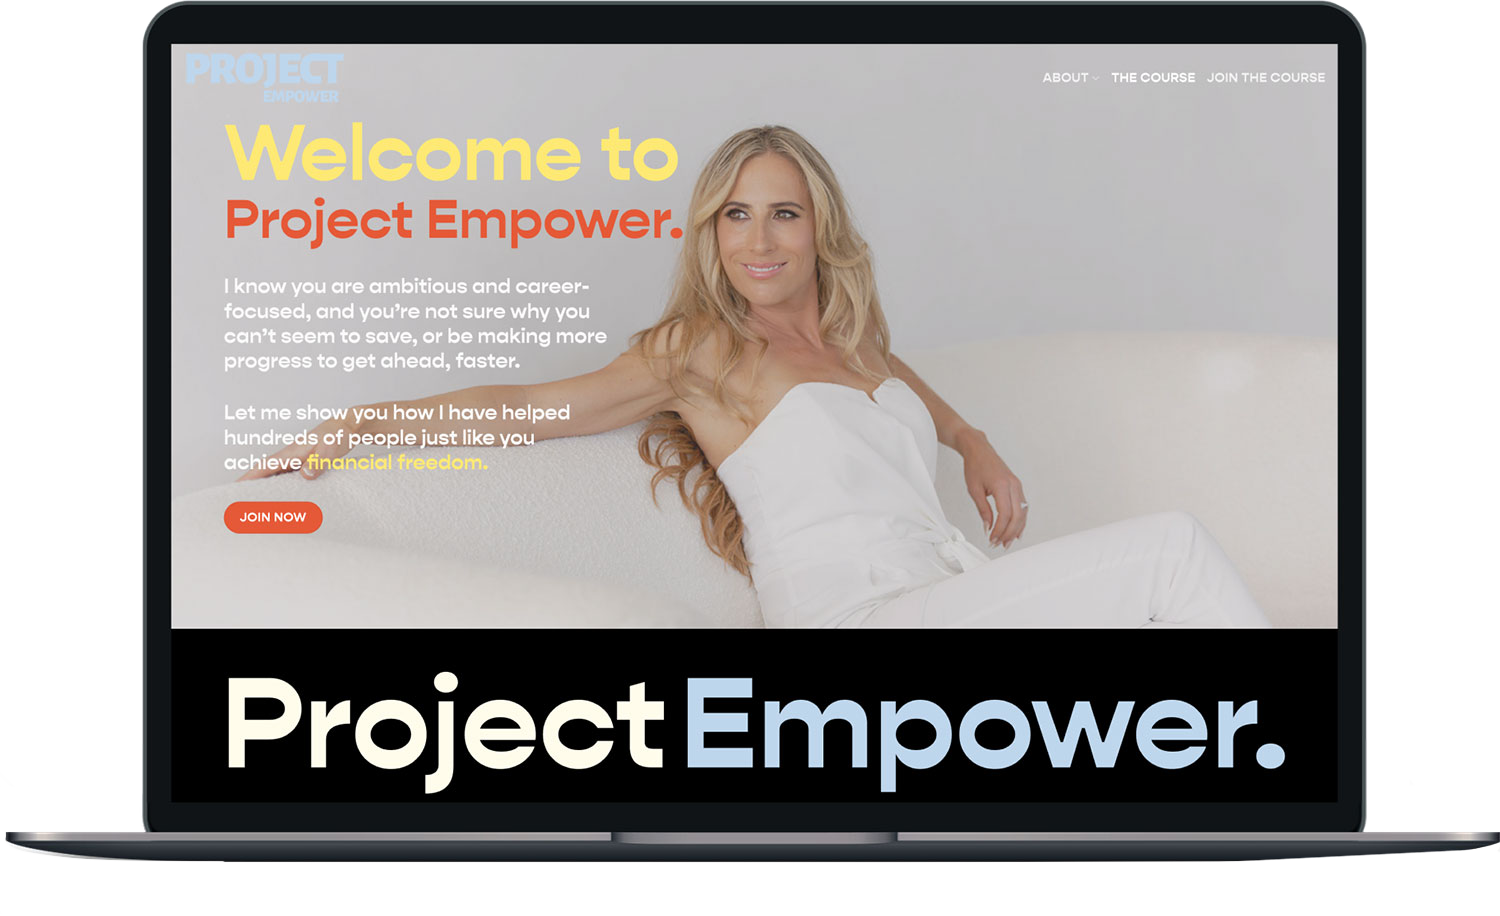 PROJECT
EMPOWER
ABOUT THE COURSE JOIN THE COURSE
Welcome to
Project Empower.
I know you are ambitious and career-
focused, and you’re not sure why you
can’t seem to save, or be making more
progress to get ahead, faster.
Let me show you how I have helped
hundreds of people just like you
achieve financial freedom.
JOIN NOW
Project Empower.